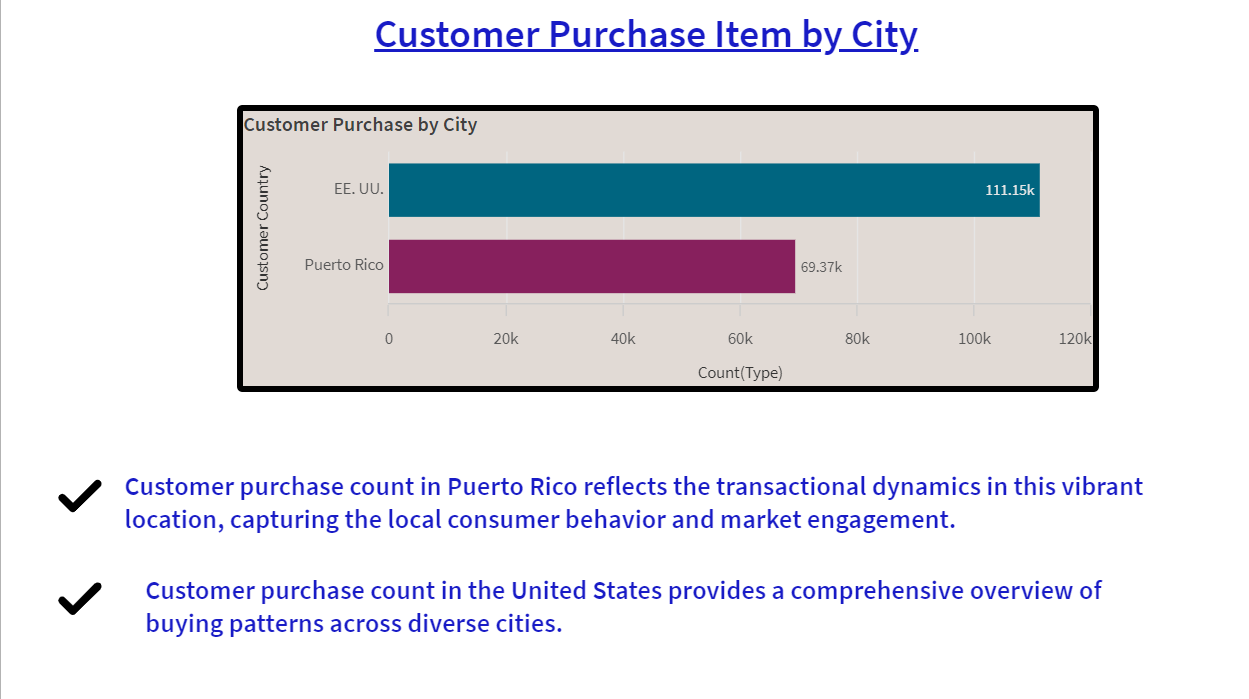 Customer Purchase Item by City
Customer Purchase by City
Customer Country
EE. UU.
111.15k
Puerto Rico
69.37k
0 20k 40k 60k 80k 100k 120k
Count(Type)
Customer purchase count in Puerto Rico reflects the transactional dynamics in this vibrant
location, capturing the local consumer behavior and market engagement.
Customer purchase count in the United States provides a comprehensive overview of
buying patterns across diverse cities.